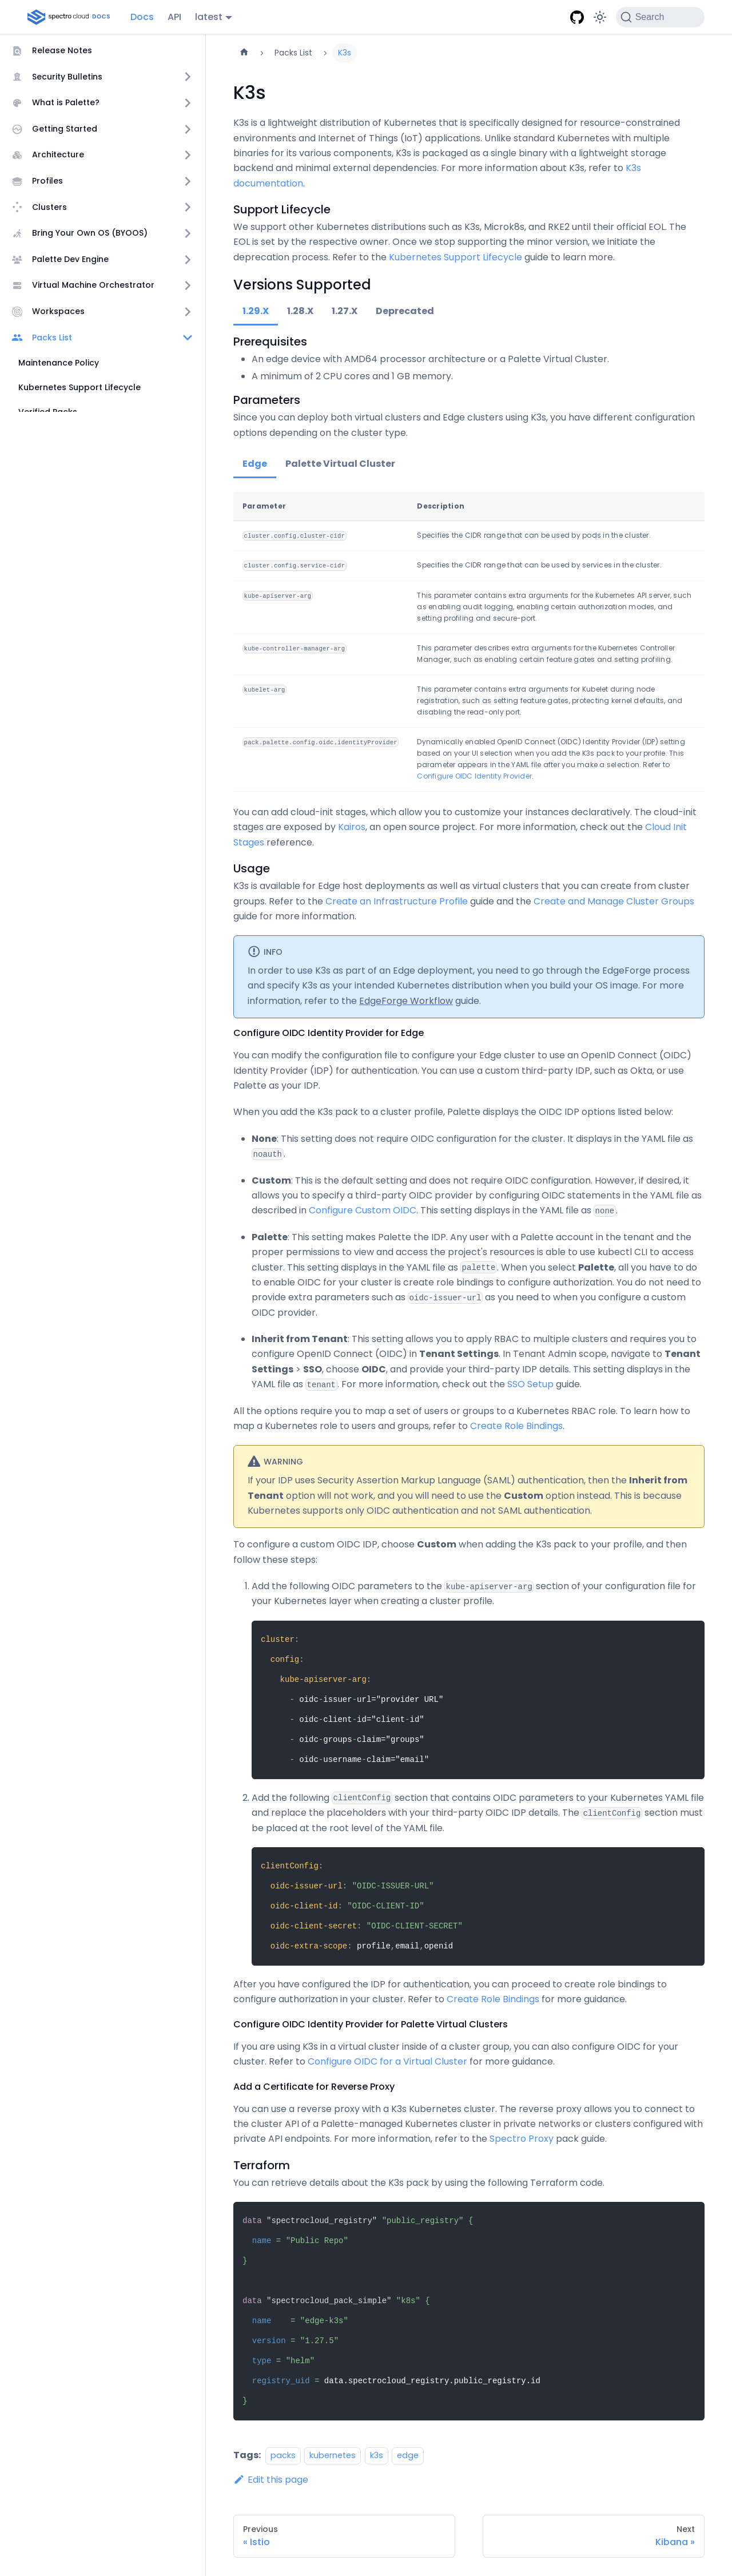 spectro cloud DOCS
Docs
API
latest
Search
Release Notes
Security Bulletins
What is Palette?
Getting Started
Architecture
Profiles
Clusters
Bring Your Own OS (BYOOS)
Palette Dev Engine
Virtual Machine Orchestrator
Workspaces
Packs List
Maintenance Policy
Kubernetes Support Lifecycle
Verified Packs
Packs List
K3s
K3s
K3s is a lightweight distribution of Kubernetes that is specifically designed for resource-constrained
environments and Internet of Things (IoT) applications. Unlike standard Kubernetes with multiple
binaries for its various components, K3s is packaged as a single binary with a lightweight storage
backend and minimal external dependencies. For more information about K3s, refer to K3s
documentation.
Support Lifecycle
We support other Kubernetes distributions such as K3s, Microk8s, and RKE2 until their official EOL. The
EOL is set by the respective owner. Once we stop supporting the minor version, we initiate the
deprecation process. Refer to the Kubernetes Support Lifecycle guide to learn more.
Versions Supported
1.29.X
1.28.X
1.27.X
Deprecated
Prerequisites
An edge device with AMD64 processor architecture or a Palette Virtual Cluster.
A minimum of 2 CPU cores and 1 GB memory.
Parameters
Since you can deploy both virtual clusters and Edge clusters using K3s, you have different configuration
options depending on the cluster type.
Edge
Palette Virtual Cluster
Parameter
Description
cluster.config.cluster-cidr
Specifies the CIDR range that can be used by pods in the cluster.
cluster.config.service-cidr
Specifies the CIDR range that can be used by services in the cluster.
kube-apiserver-arg
This parameter contains extra arguments for the Kubernetes API server, such
as enabling audit logging, enabling certain authorization modes, and
setting profiling and secure-port.
kube-controller-manager-arg
This parameter describes extra arguments for the Kubernetes Controller
Manager, such as enabling certain feature gates and setting profiling.
kubelet-arg
This parameter contains extra arguments for Kubelet during node
registration, such as setting feature gates, protecting kernel defaults, and
disabling the read-only port.
pack.palette.config.oidc.identityProvider
Dynamically enabled OpenID Connect (OIDC) Identity Provider (IDP) setting
based on your UI selection when you add the K3s pack to your profile. This
parameter appears in the YAML file after you make a selection. Refer to
Configure OIDC Identity Provider.
You can add cloud-init stages, which allow you to customize your instances declaratively. The cloud-init
stages are exposed by Kairos, an open source project. For more information, check out the Cloud Init
Stages reference.
Usage
K3s is available for Edge host deployments as well as virtual clusters that you can create from cluster
groups. Refer to the Create an Infrastructure Profile guide and the Create and Manage Cluster Groups
guide for more information.
INFO
In order to use K3s as part of an Edge deployment, you need to go through the EdgeForge process
and specify K3s as your intended Kubernetes distribution when you build your OS image. For more
information, refer to the EdgeForge Workflow guide.
Configure OIDC Identity Provider for Edge
You can modify the configuration file to configure your Edge cluster to use an OpenID Connect (OIDC)
Identity Provider (IDP) for authentication. You can use a custom third-party IDP, such as Okta, or use
Palette as your IDP.
When you add the K3s pack to a cluster profile, Palette displays the OIDC IDP options listed below:
None: This setting does not require OIDC configuration for the cluster. It displays in the YAML file as
noauth.
Custom: This is the default setting and does not require OIDC configuration. However, if desired, it
allows you to specify a third-party OIDC provider by configuring OIDC statements in the YAML file as
described in Configure Custom OIDC. This setting displays in the YAML file as none.
Palette: This setting makes Palette the IDP. Any user with a Palette account in the tenant and the
proper permissions to view and access the project's resources is able to use kubectl CLI to access
cluster. This setting displays in the YAML file as palette. When you select Palette, all you have to do
to enable OIDC for your cluster is create role bindings to configure authorization. You do not need to
provide extra parameters such as oidc-issuer-url as you need to when you configure a custom
OIDC provider.
Inherit from Tenant: This setting allows you to apply RBAC to multiple clusters and requires you to
configure OpenID Connect (OIDC) in Tenant Settings. In Tenant Admin scope, navigate to Tenant
Settings > SSO, choose OIDC, and provide your third-party IDP details. This setting displays in the
YAML file as tenant. For more information, check out the SSO Setup guide.
All the options require you to map a set of users or groups to a Kubernetes RBAC role. To learn how to
map a Kubernetes role to users and groups, refer to Create Role Bindings.
WARNING
If your IDP uses Security Assertion Markup Language (SAML) authentication, then the Inherit from
Tenant option will not work, and you will need to use the Custom option instead. This is because
Kubernetes supports only OIDC authentication and not SAML authentication.
To configure a custom OIDC IDP, choose Custom when adding the K3s pack to your profile, and then
follow these steps:
1. Add the following OIDC parameters to the kube-apiserver-arg section of your configuration file for
your Kubernetes layer when creating a cluster profile.
cluster:
config:
kube-apiserver-arg:
- oidc-issuer-url="provider URL"
- oidc-client-id="client-id"
- oidc-groups-claim="groups"
- oidc-username-claim="email"
2. Add the following clientConfig section that contains OIDC parameters to your Kubernetes YAML file
and replace the placeholders with your third-party OIDC IDP details. The clientConfig section must
be placed at the root level of the YAML file.
clientConfig:
oidc-issuer-url: "OIDC-ISSUER-URL"
oidc-client-id: "OIDC-CLIENT-ID"
oidc-client-secret: "OIDC-CLIENT-SECRET"
oidc-extra-scope: profile,email,openid
After you have configured the IDP for authentication, you can proceed to create role bindings to
configure authorization in your cluster. Refer to Create Role Bindings for more guidance.
Configure OIDC Identity Provider for Palette Virtual Clusters
If you are using K3s in a virtual cluster inside of a cluster group, you can also configure OIDC for your
cluster. Refer to Configure OIDC for a Virtual Cluster for more guidance.
Add a Certificate for Reverse Proxy
You can use a reverse proxy with a K3s Kubernetes cluster. The reverse proxy allows you to connect to
the cluster API of a Palette-managed Kubernetes cluster in private networks or clusters configured with
private API endpoints. For more information, refer to the Spectro Proxy pack guide.
Terraform
You can retrieve details about the K3s pack by using the following Terraform code.
data "spectrocloud_registry" "public_registry" {
name = "Public Repo"
}
data "spectrocloud_pack_simple" "k8s" {
name    = "edge-k3s"
version = "1.27.5"
type = "helm"
registry_uid = data.spectrocloud_registry.public_registry.id
}
Tags:
packs
kubernetes
k3s
edge
Edit this page
Previous
« Istio
Next
Kibana »